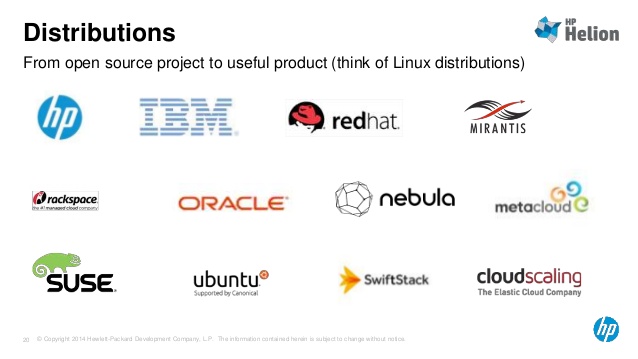 Distributions
HP
Helion
From open source project to useful product (think of Linux distributions)
hp
IBM
redhat.
MIRANTIS
rackspace.
the #1 managed cloud company
ORACLE
nebula
metacloud
SUSE
ubuntu
Supported by Canonical
SwiftStack
cloudscaling
The Elastic Cloud Company
20 © Copyright 2014 Hewlett-Packard Development Company, L.P. The information contained herein is subject to change without notice.
hp